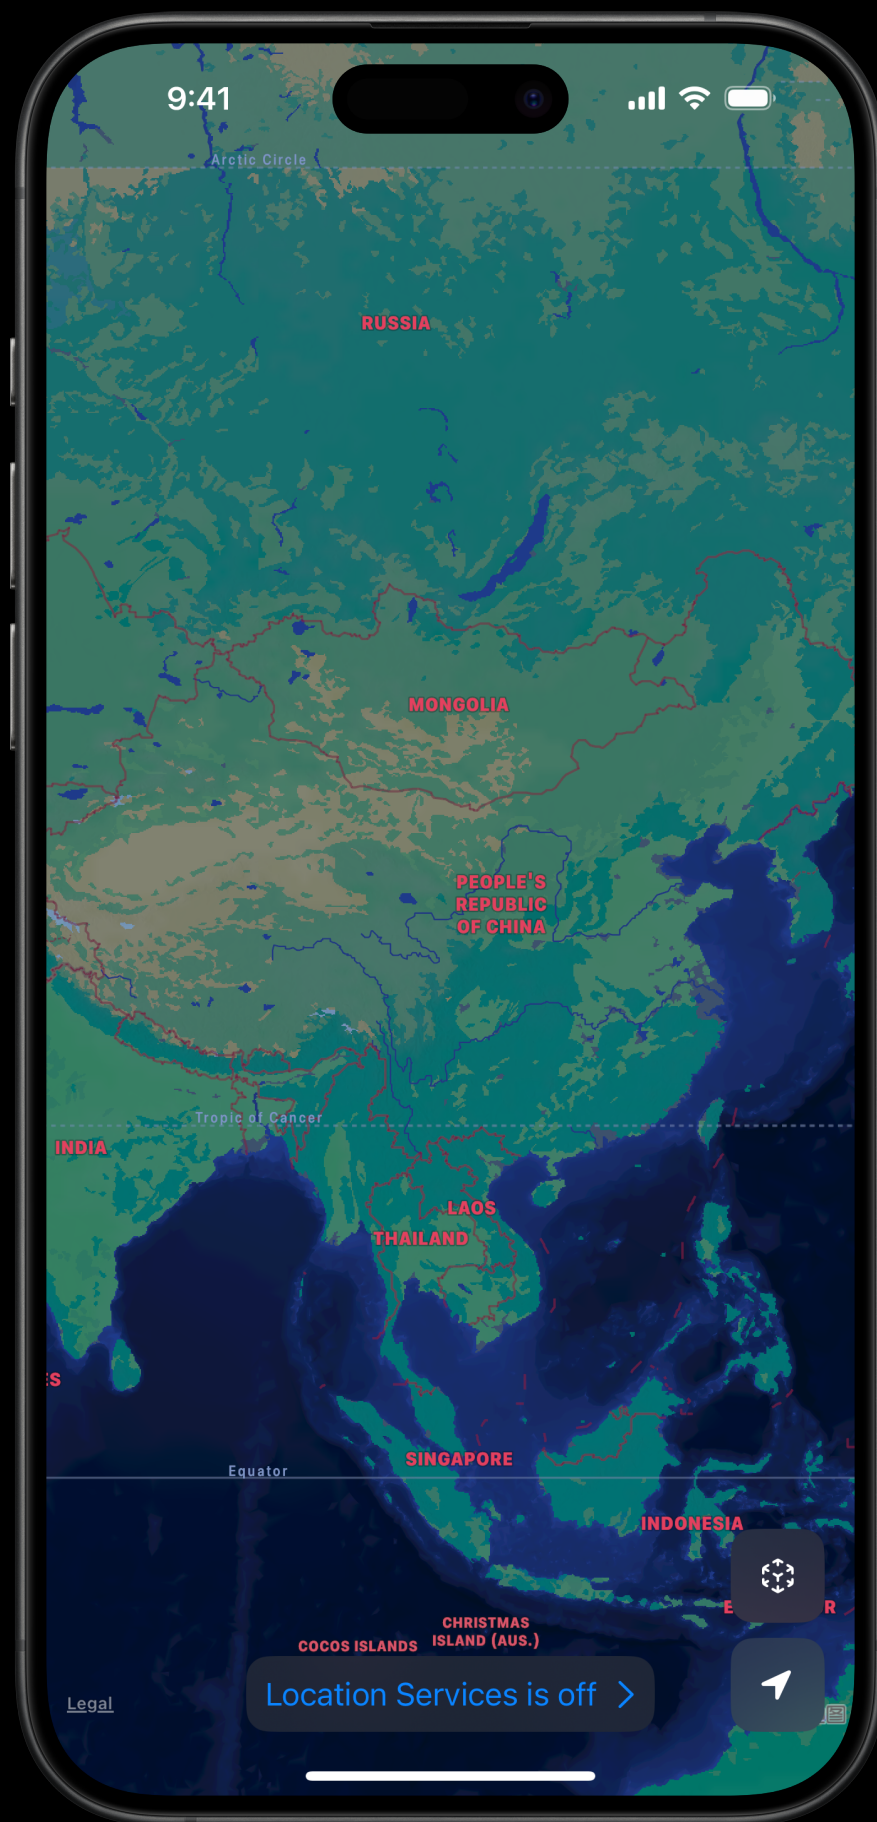 9:41
Arctic Circle
RUSSIA
MONGOLIA
PEOPLE'S
REPUBLIC
OF CHINA
Tropic of Cancer
INDIA
LAOS
THAILAND
ES
SINGAPORE
Equator
INDONESIA
E R
CHRISTMAS
ISLAND (AUS.)
COCOS ISLANDS
Location Services is off
Legal